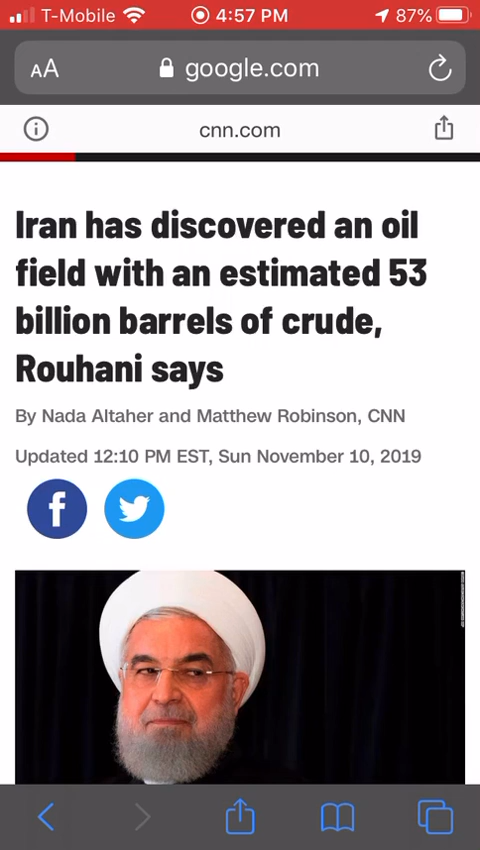 T-Mobile 4:57 PM 87%
AA google.com
cnn.com
Iran has discovered an oil
field with an estimated 53
billion barrels of crude,
Rouhani says
By Nada Altaher and Matthew Robinson, CNN
Updated 12:10 PM EST, Sun November 10, 2019